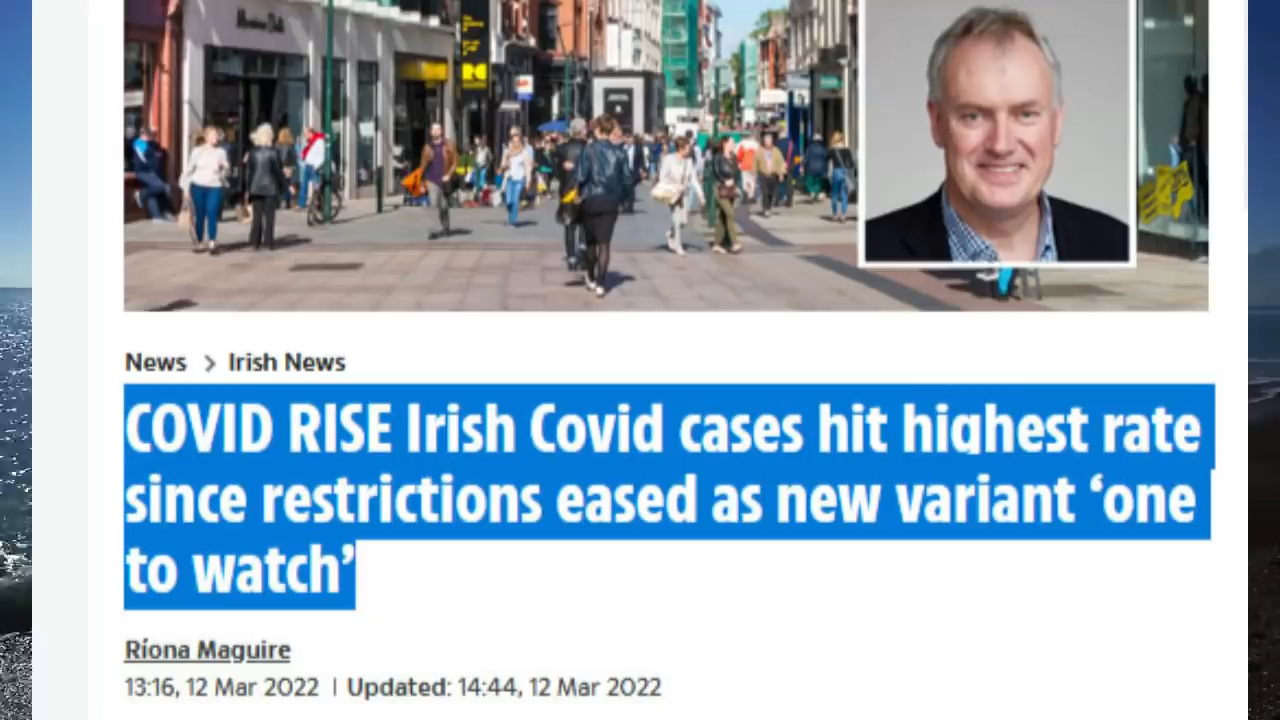 News > Irish News
COVID RISE Irish Covid cases hit highest rate
since restrictions eased as new variant ‘one
to watch’
Ríona Maguire
13:16, 12 Mar 2022 | Updated: 14:44, 12 Mar 2022